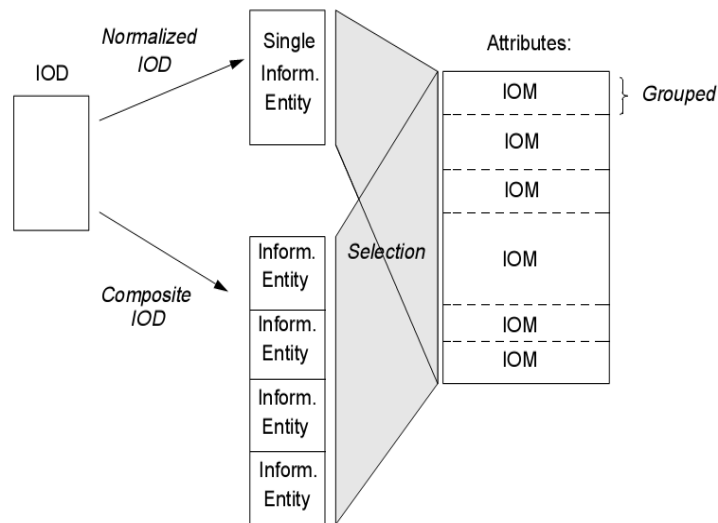 IOD
Normalized
IOD
Single
Inform.
Entity
Composite
IOD
Inform.
Entity
Inform.
Entity
Inform.
Entity
Inform.
Entity
Selection
Attributes:
IOM
Grouped
IOM
IOM
IOM
IOM
IOM